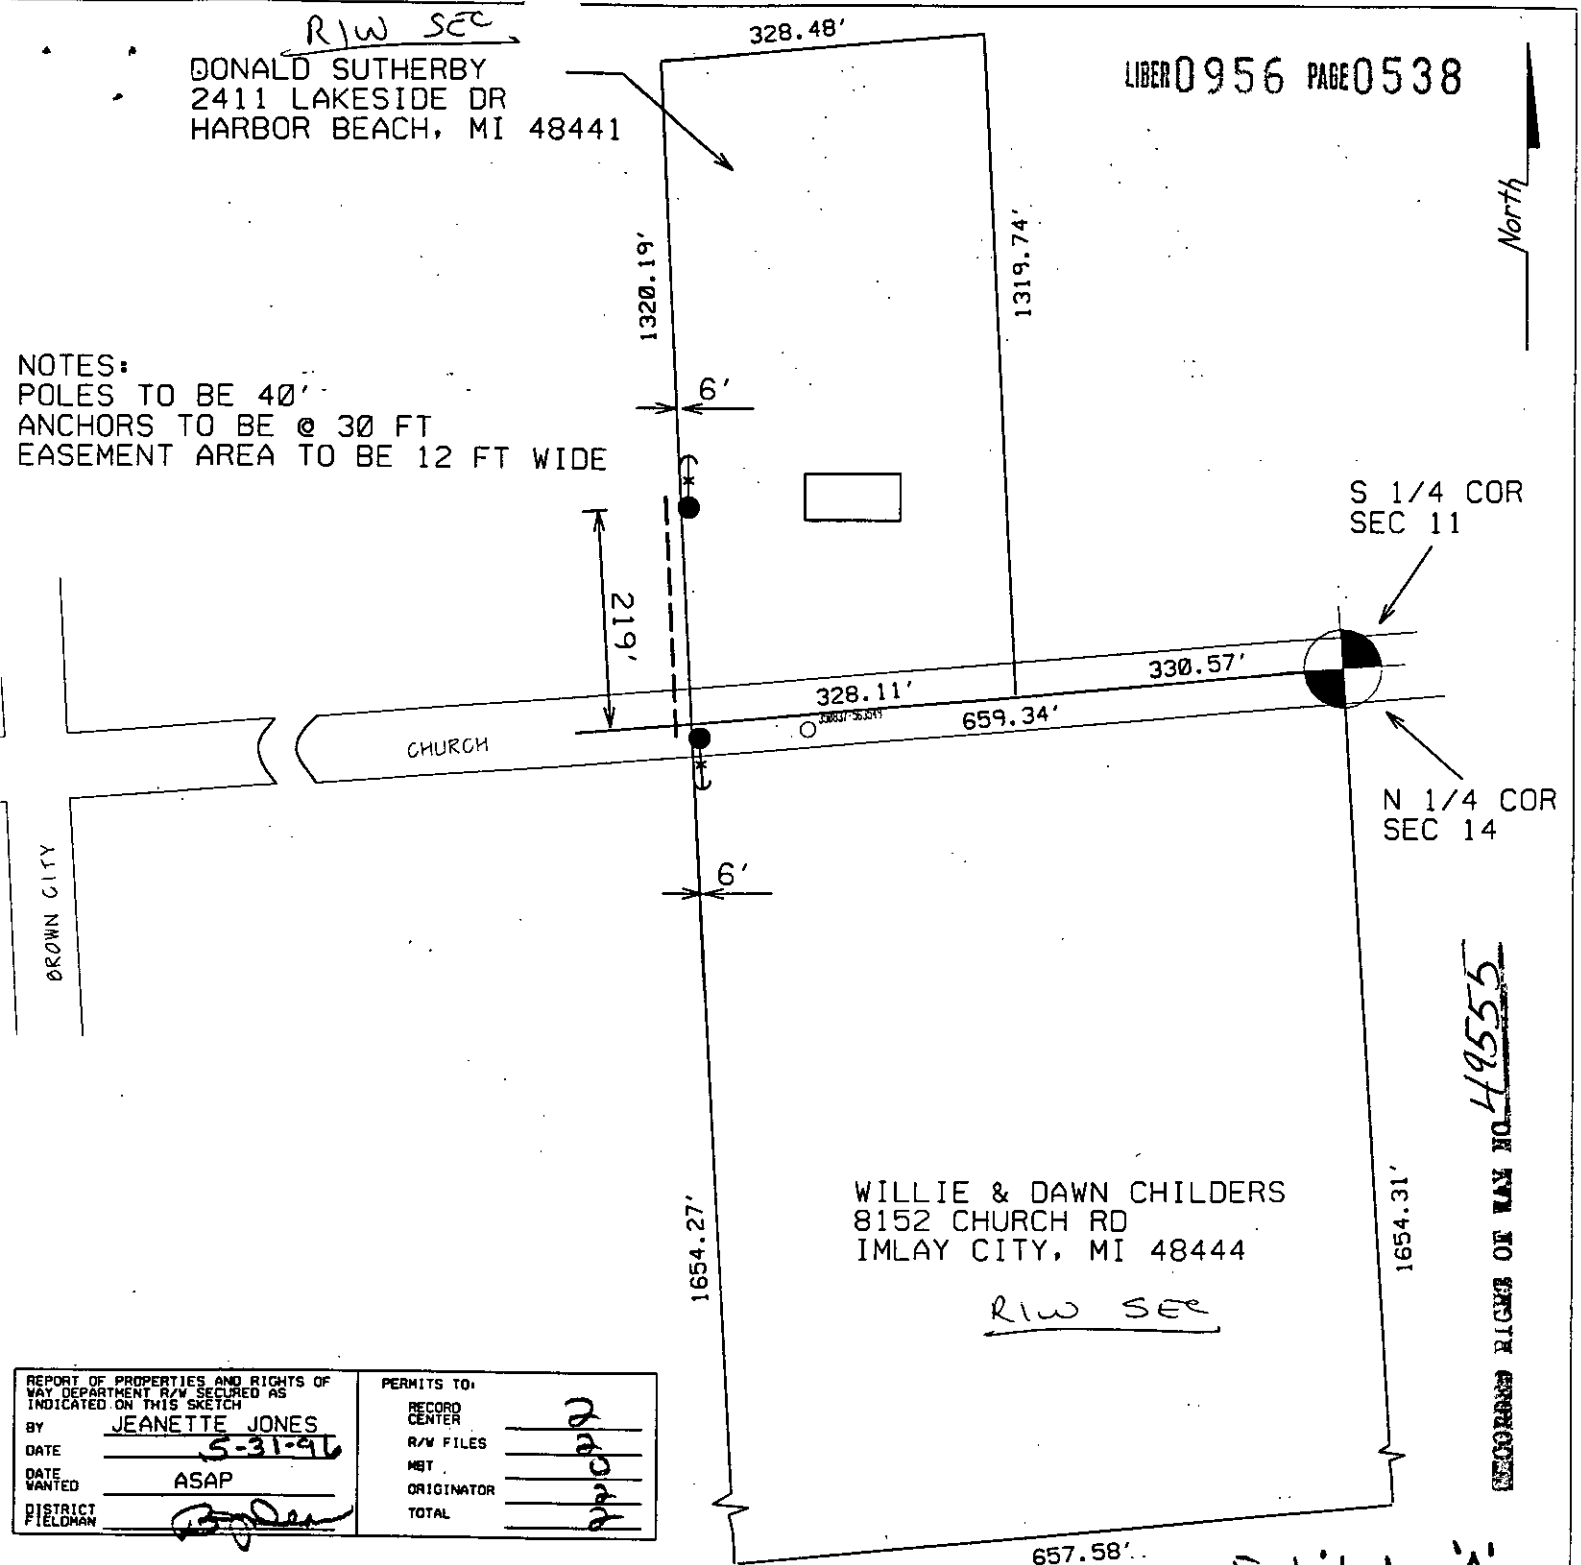 R/W SEC
DONALD SUTHERBY
2411 LAKESIDE DR
HARBOR BEACH, MI 48441
328.48'
LIBER 0956 PAGE 0538
North
1320.19'
1319.74'
NOTES:
POLES TO BE 40'
ANCHORS TO BE @ 30 FT
EASEMENT AREA TO BE 12 FT WIDE
6'
219'
S 1/4 COR
SEC 11
328.11'
330.57'
659.34'
CHURCH
N 1/4 COR
SEC 14
BROWN CITY
6'
1654.27'
WILLIE & DAWN CHILDERS
8152 CHURCH RD
IMLAY CITY, MI 48444
R/W SEC
1654.31'
RECORDED RIGHT OF WAY NO. 49555
REPORT OF PROPERTIES AND RIGHTS OF
WAY DEPARTMENT R/W SECURED AS
INDICATED ON THIS SKETCH
BY JEANETTE JONES
DATE 5-31-96
DATE WANTED ASAP
DISTRICT FIELDMAN
PERMITS TO:
RECORD CENTER 2
R/W FILES 2
MBT 0
ORIGINATOR 2
TOTAL 2
657.58'